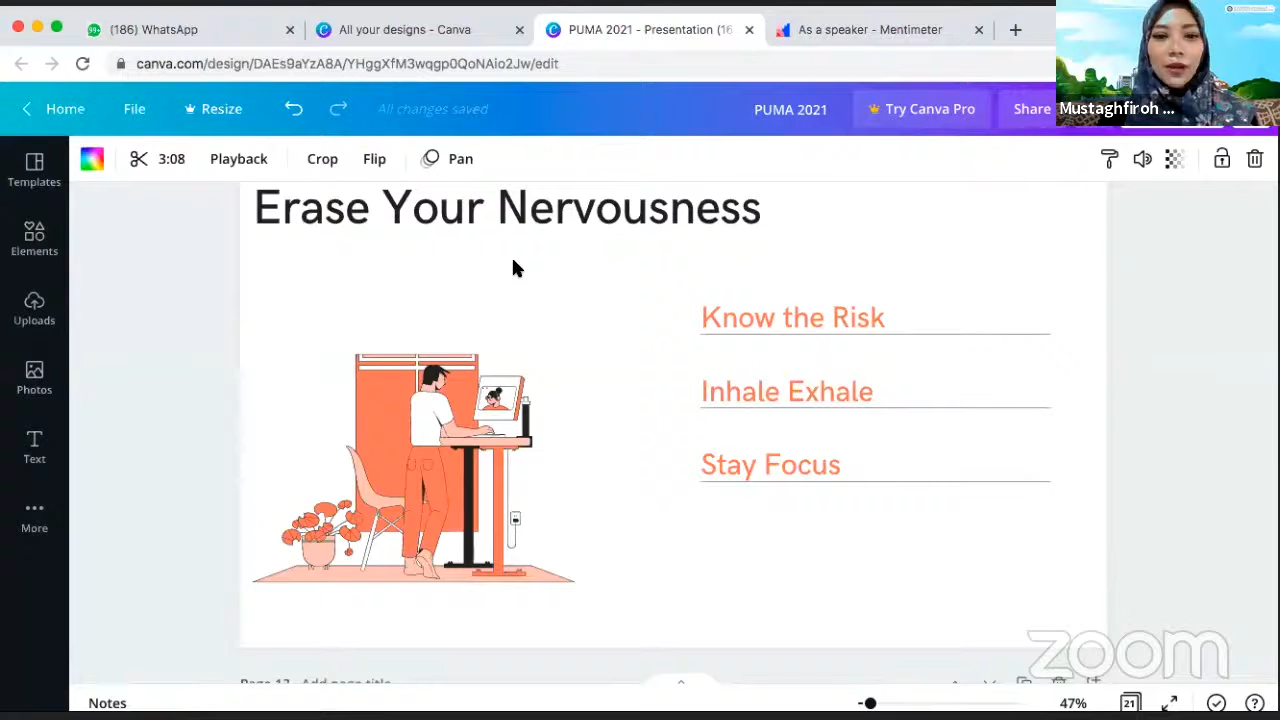 (186) WhatsApp
All your designs - Canva
PUMA 2021 - Presentation (16
As a speaker - Mentimeter
canva.com/design/DAEs9aYzA8A/YHggXfM3wqgp0QoNAio2Jw/edit
Home File Resize All changes saved PUMA 2021 Try Canva Pro Share
Mustaghfiroh ...
3:08 Playback Crop Flip Pan
Templates
Elements
Uploads
Photos
Text
More
Erase Your Nervousness
Know the Risk
Inhale Exhale
Stay Focus
zoom
Add page title
Notes
47%
21